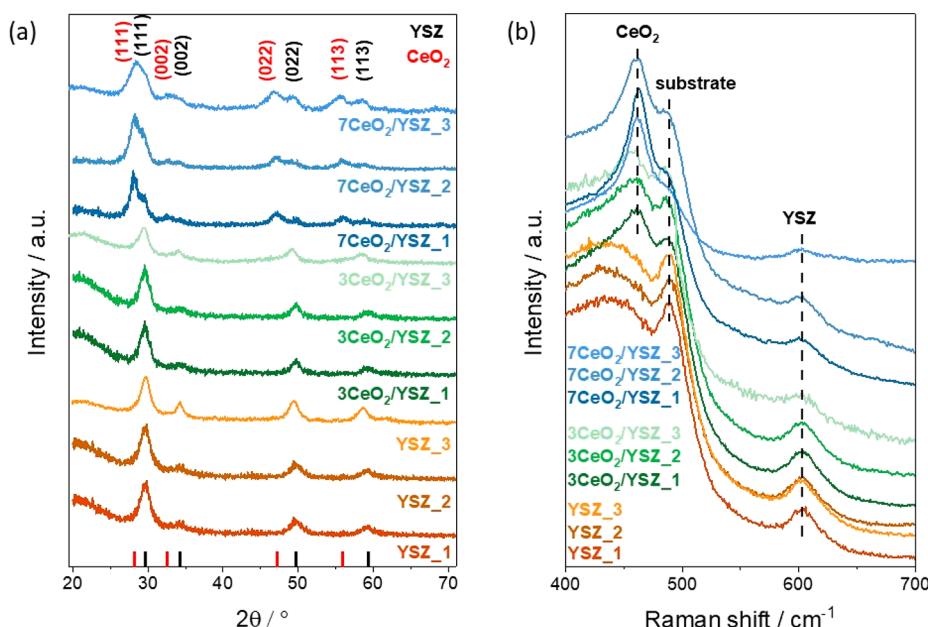 (a)
(111)
(111)
(002)
(002)
(022)
(022)
(113)
(113)
YSZ
CeO₂
7CeO₂/YSZ_3
7CeO₂/YSZ_2
7CeO₂/YSZ_1
3CeO₂/YSZ_3
3CeO₂/YSZ_2
3CeO₂/YSZ_1
YSZ_3
YSZ_2
YSZ_1
Intensity / a.u.
20 30 40 50 60 70
2θ / °
(b)
CeO₂
substrate
YSZ
7CeO₂/YSZ_3
7CeO₂/YSZ_2
7CeO₂/YSZ_1
3CeO₂/YSZ_3
3CeO₂/YSZ_2
3CeO₂/YSZ_1
YSZ_3
YSZ_2
YSZ_1
Intensity / a.u.
400 500 600 700
Raman shift / cm⁻¹